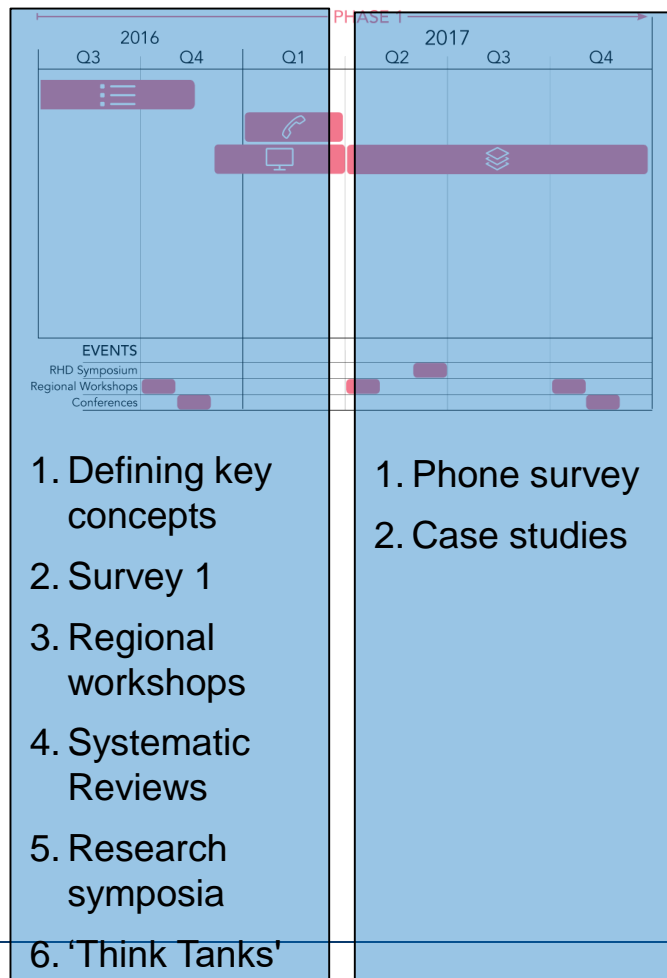 PHASE 1
2016
2017
Q3 Q4 Q1 Q2 Q3 Q4
EVENTS
RHD Symposium
Regional Workshops
Conferences
1. Defining key
concepts
2. Survey 1
3. Regional
workshops
4. Systematic
Reviews
5. Research
symposia
6. ‘Think Tanks'
1. Phone survey
2. Case studies